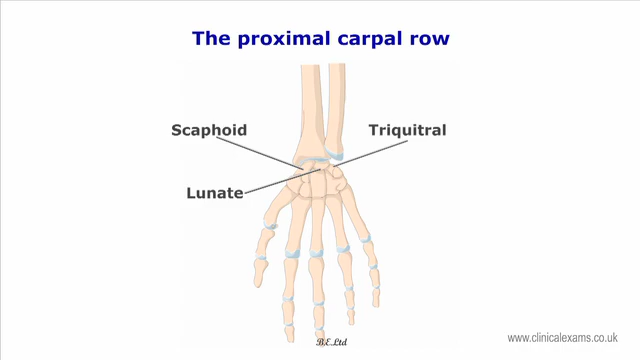 The proximal carpal row
Scaphoid
Triquitral
Lunate
B.E.Ltd
www.clinicalexams.co.uk